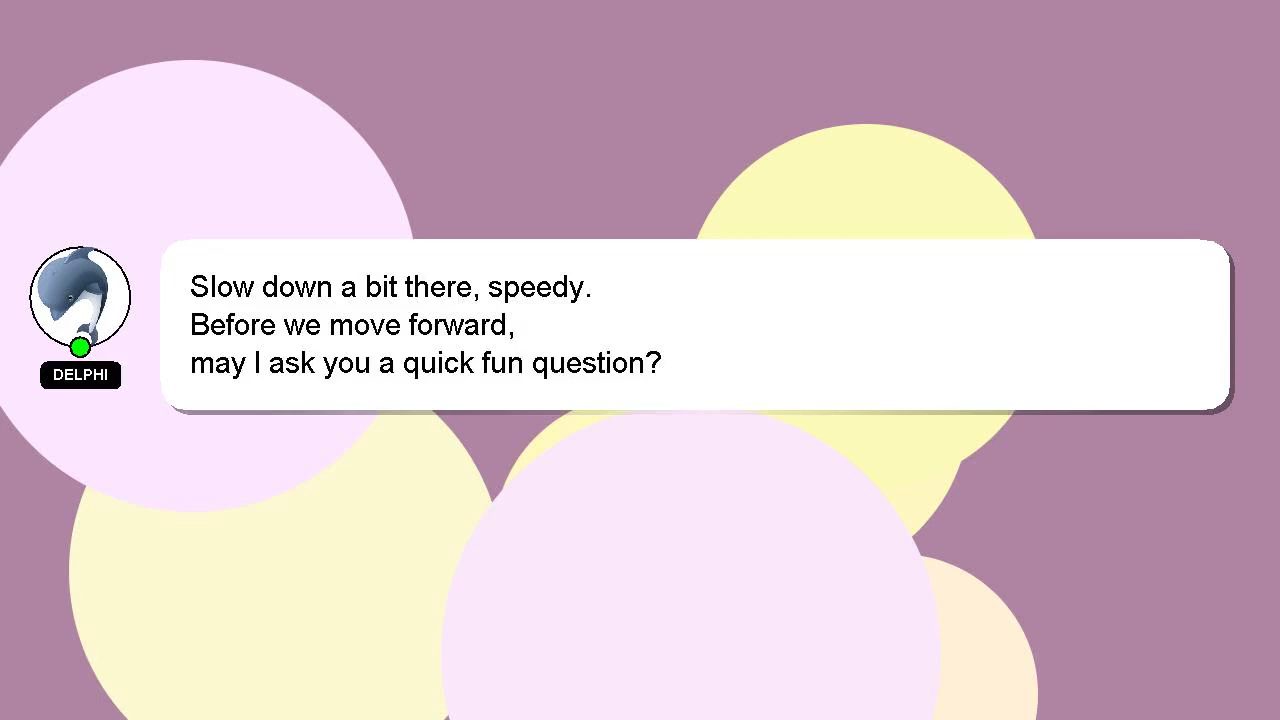 Slow down a bit there, speedy.
Before we move forward,
may I ask you a quick fun question?
DELPHI